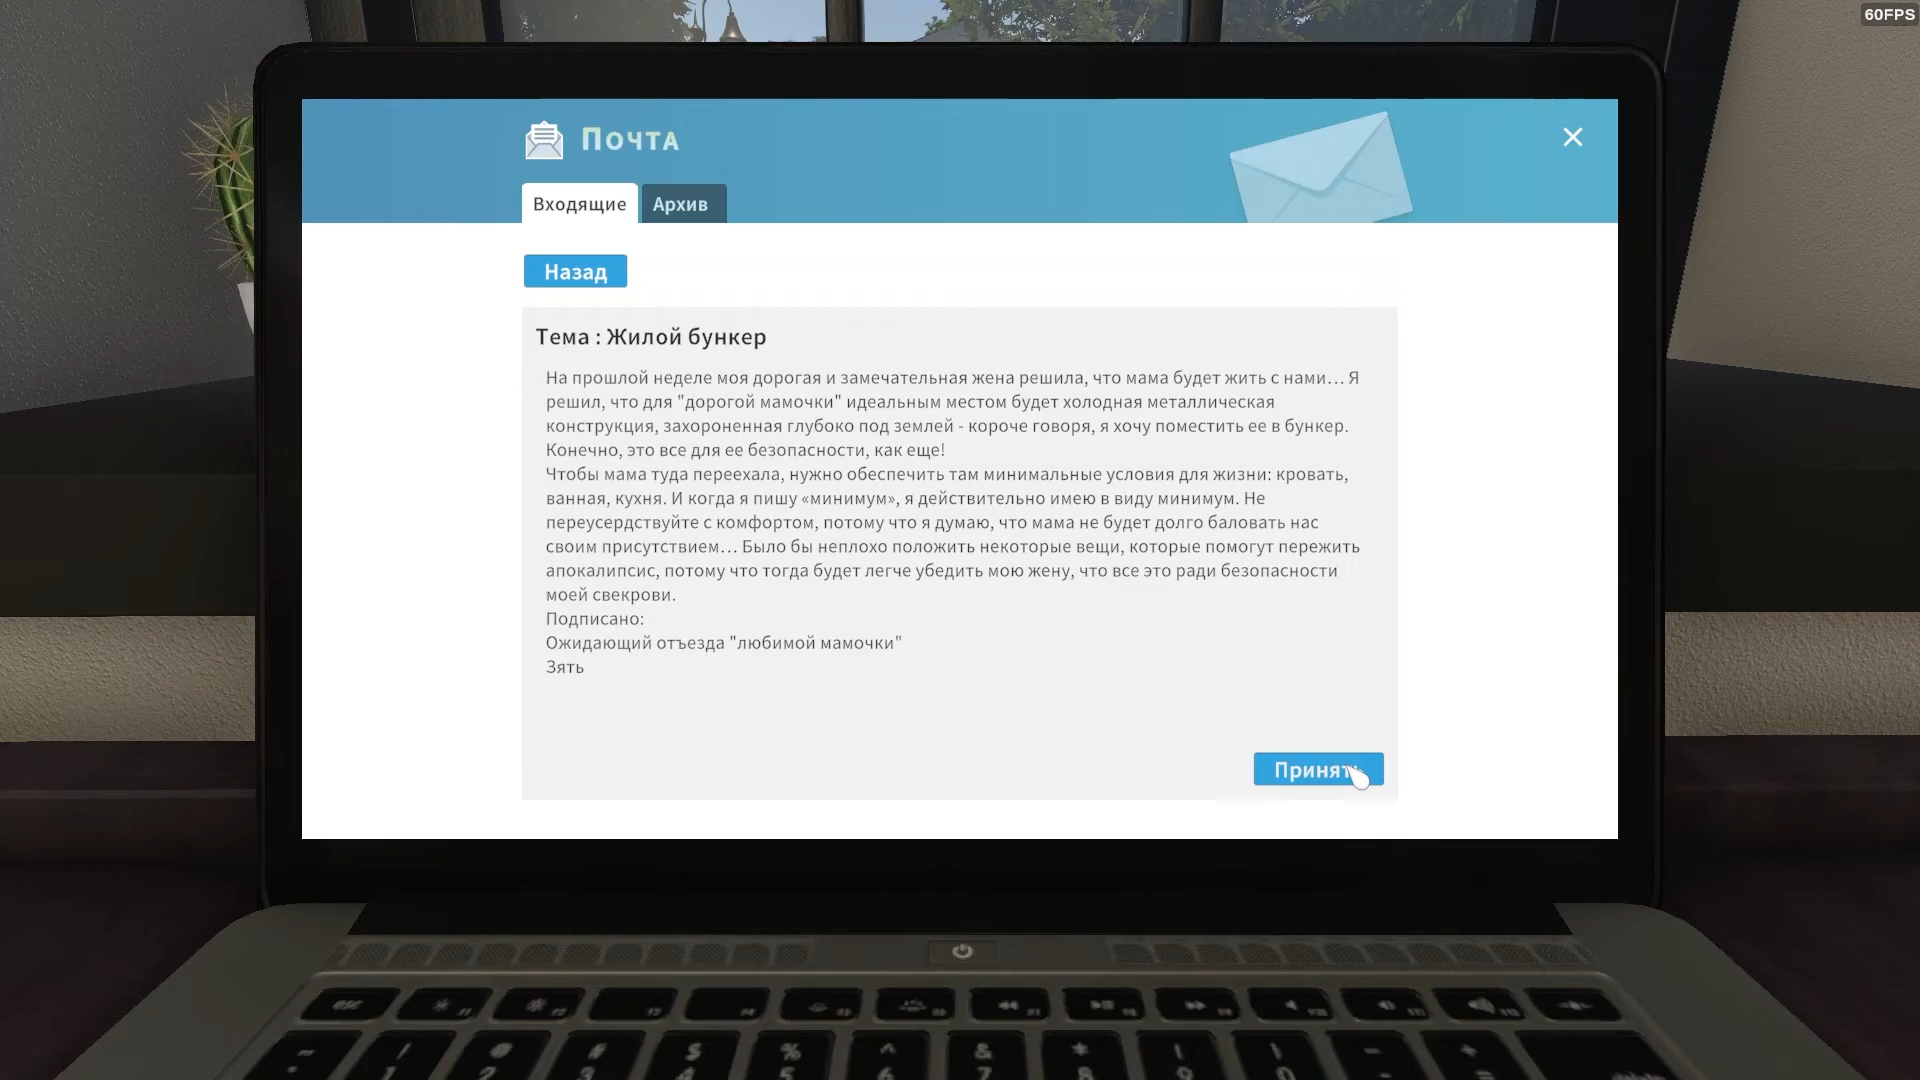 60FPS
Почта
Входящие
Архив
Назад
Тема : Жилой бункер
На прошлой неделе моя дорогая и замечательная жена решила, что мама будет жить с нами... Я
решил, что для "дорогой мамочки" идеальным местом будет холодная металлическая
конструкция, захороненная глубоко под землей - короче говоря, я хочу поместить ее в бункер.
Конечно, это все для ее безопасности, как еще!
Чтобы мама туда переехала, нужно обеспечить там минимальные условия для жизни: кровать,
ванная, кухня. И когда я пишу «минимум», я действительно имею в виду минимум. Не
переусердствуйте с комфортом, потому что я думаю, что мама не будет долго баловать нас
своим присутствием... Было бы неплохо положить некоторые вещи, которые помогут пережить
апокалипсис, потому что тогда будет легче убедить мою жену, что все это ради безопасности
моей свекрови.
Подписано:
Ожидающий отъезда "любимой мамочки"
Зять
Принять
esc